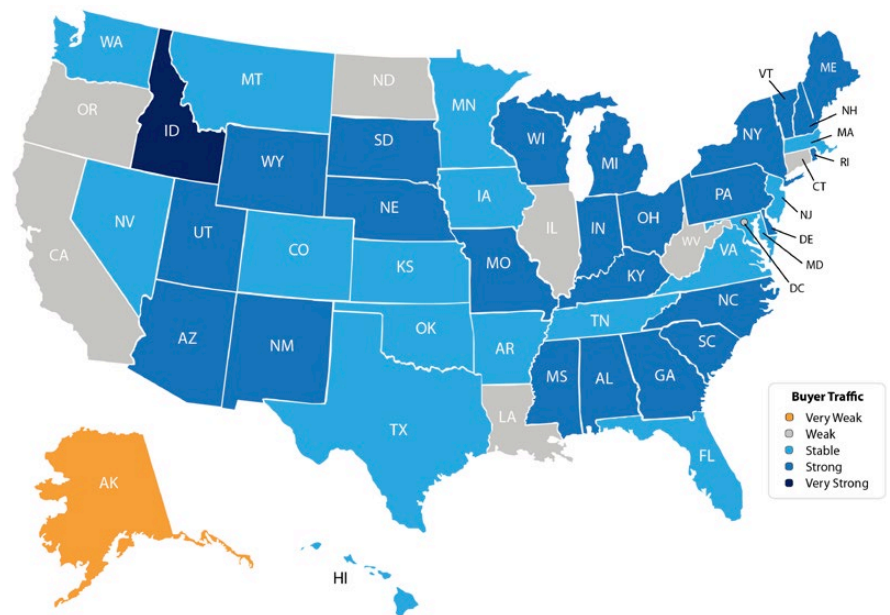 WA
MT
ND
MN
OR
ID
WY
SD
WI
MI
NY
VT
ME
NH
MA
RI
CT
NJ
DE
MD
DC
NV
UT
CO
NE
IA
IL
IN
OH
PA
CA
KS
MO
KY
WV
VA
AZ
NM
OK
AR
TN
NC
SC
TX
LA
MS
AL
GA
FL
AK
HI
Buyer Traffic
Very Weak
Weak
Stable
Strong
Very Strong